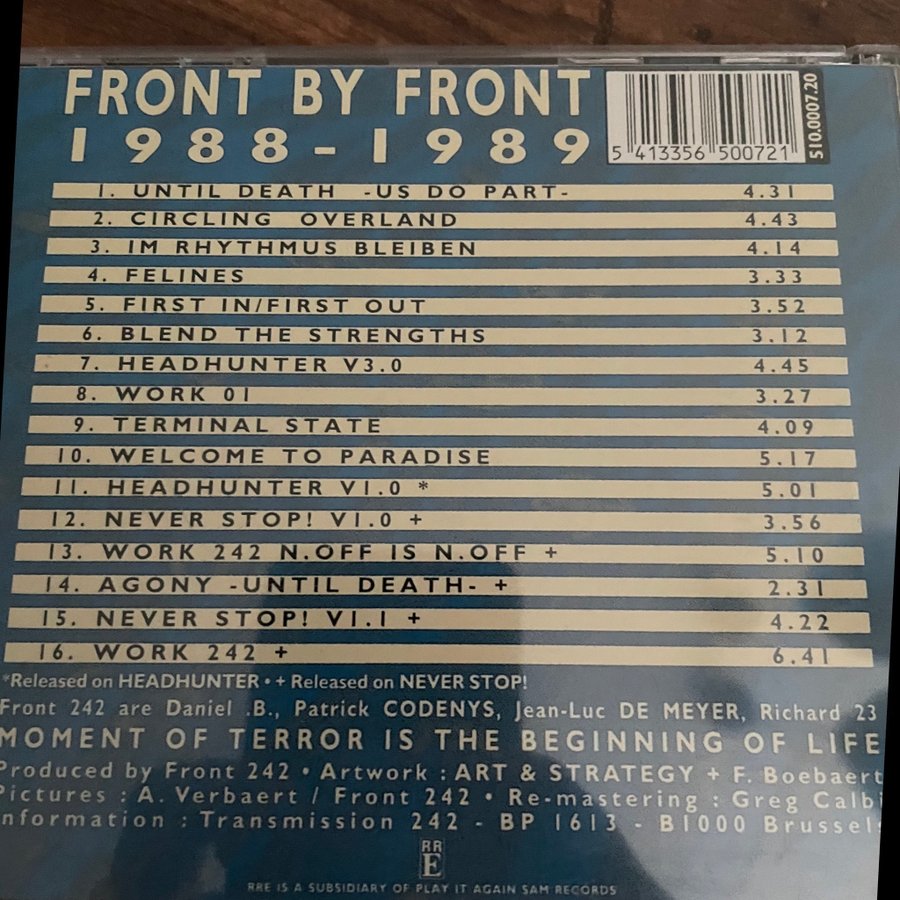 FRONT BY FRONT
1988-1989
5 413356 500721
510.0007.20
1. UNTIL DEATH -US DO PART- 4.31
2. CIRCLING OVERLAND 4.43
3. IM RHYTHMUS BLEIBEN 4.14
4. FELINES 3.33
5. FIRST IN/FIRST OUT 3.52
6. BLEND THE STRENGTHS 3.12
7. HEADHUNTER V3.0 4.45
8. WORK 01 3.27
9. TERMINAL STATE 4.09
10. WELCOME TO PARADISE 5.17
11. HEADHUNTER V1.0 * 5.01
12. NEVER STOP! V1.0 + 3.56
13. WORK 242 N.OFF IS N.OFF + 5.10
14. AGONY -UNTIL DEATH- + 2.31
15. NEVER STOP! V1.1 + 4.22
16. WORK 242 + 6.41
*Released on HEADHUNTER • + Released on NEVER STOP!
Front 242 are Daniel .B., Patrick CODENYS, Jean-Luc DE MEYER, Richard 23
MOMENT OF TERROR IS THE BEGINNING OF LIFE
Produced by Front 242 • Artwork : ART & STRATEGY + F. Boebaert
Pictures : A. Verbaert / Front 242 • Re-mastering : Greg Calbi
nformation : Transmission 242 - BP 1613 - B1000 Brussels
RRE
RRE IS A SUBSIDIARY OF PLAY IT AGAIN SAM RECORDS